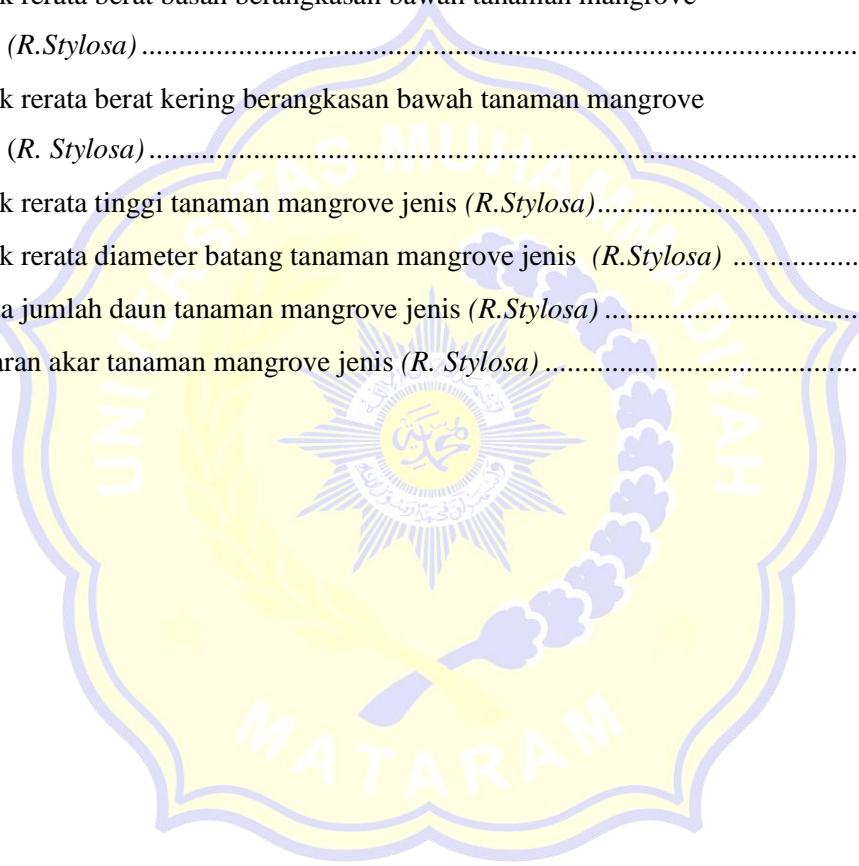 k rerata berat basah berangkasan bawah tanaman mangrove
(R.Stylosa) ....................................................................................................
k rerata berat kering berangkasan bawah tanaman mangrove
(R. Stylosa) ...................................................................................................
k rerata tinggi tanaman mangrove jenis (R.Stylosa)...................................
k rerata diameter batang tanaman mangrove jenis (R.Stylosa) .................
a jumlah daun tanaman mangrove jenis (R.Stylosa) ..................................
aran akar tanaman mangrove jenis (R. Stylosa) ..........................................
UNIVERSITAS MUHAMMADIYAH
MATARAM